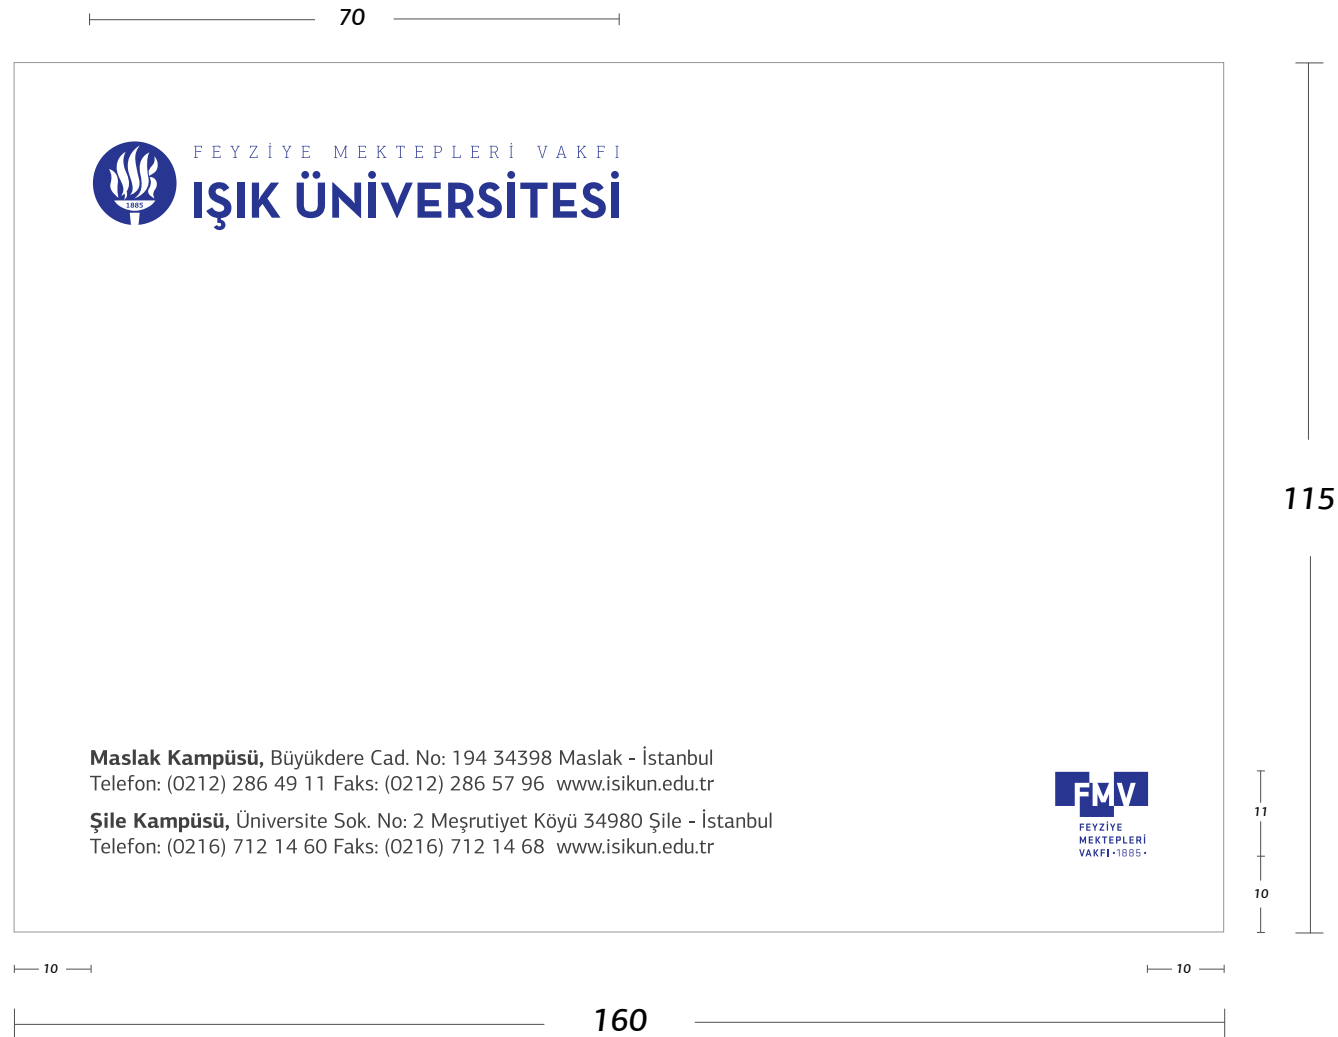 70
FEYZİYE MEKTEPLERİ VAKFI
IŞIK ÜNİVERSİTESİ
1885
115
Maslak Kampüsü, Büyükdere Cad. No: 194 34398 Maslak - İstanbul
Telefon: (0212) 286 49 11 Faks: (0212) 286 57 96 www.isikun.edu.tr
Şile Kampüsü, Üniversite Sok. No: 2 Meşrutiyet Köyü 34980 Şile - İstanbul
Telefon: (0216) 712 14 60 Faks: (0216) 712 14 68 www.isikun.edu.tr
FMV
FEYZİYE
MEKTEPLERİ
VAKFI •1885•
11
10
10
10
160